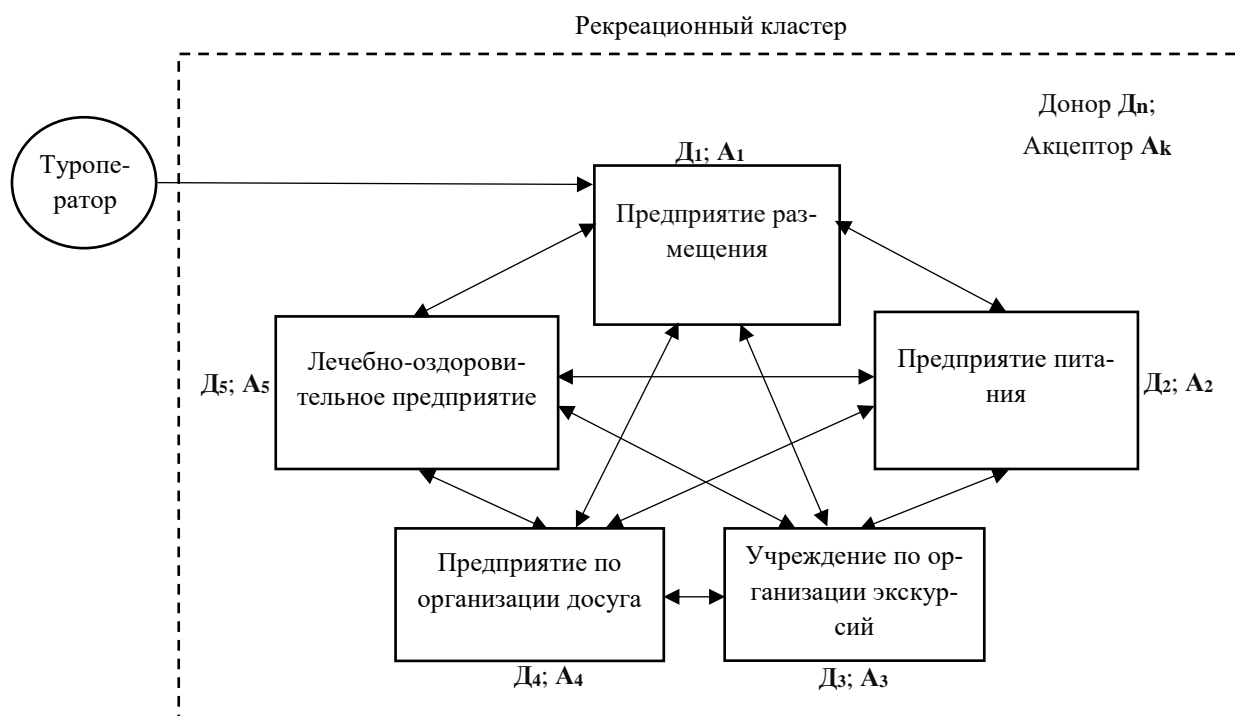 Рекреационный кластер
Донор Дn;
Акцептор Аk
Туропе-
ратор
Д1; А1
Предприятие раз-
мещения
Лечебно-оздорови-
тельное предприятие
Д5; А5
Предприятие пита-
ния
Д2; А2
Предприятие по
организации досуга
Д4; А4
Учреждение по ор-
ганизации экскур-
сий
Д3; А3